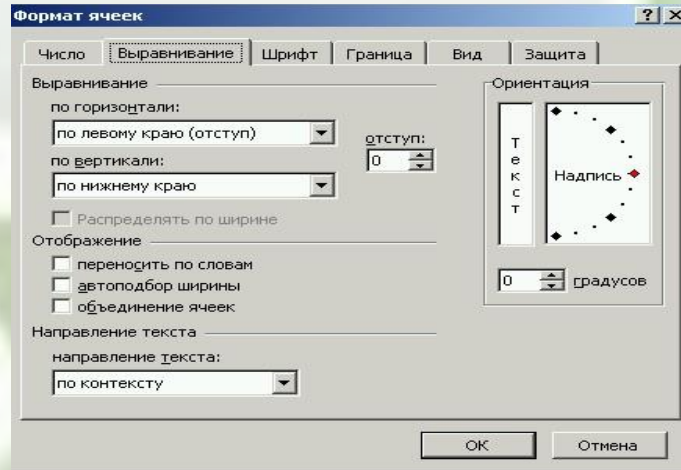 Формат ячеек
Число Выравнивание Шрифт Граница Вид Защита
Выравнивание
по горизонтали:
по левому краю (отступ)
отступ:
0
по вертикали:
по нижнему краю
Распределять по ширине
Отображение
переносить по словам
автоподбор ширины
объединение ячеек
Направление текста
направление текста:
по контексту
Ориентация
Текст
Надпись
0 градусов
ОК Отмена